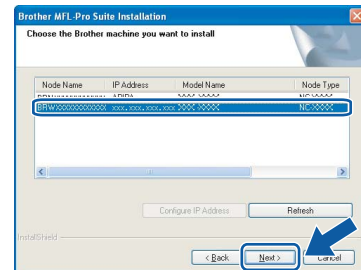 Brother MFL-Pro Suite Installation
Choose the Brother machine you want to install
Node Name IP Address Model Name Node Type
BRWXXXXXXXXXXXX xxx.xxx.xxx.xxx XXX-XXXX NC-XXXX
Configure IP Address Refresh
InstallShield
< Back Next > Cancel